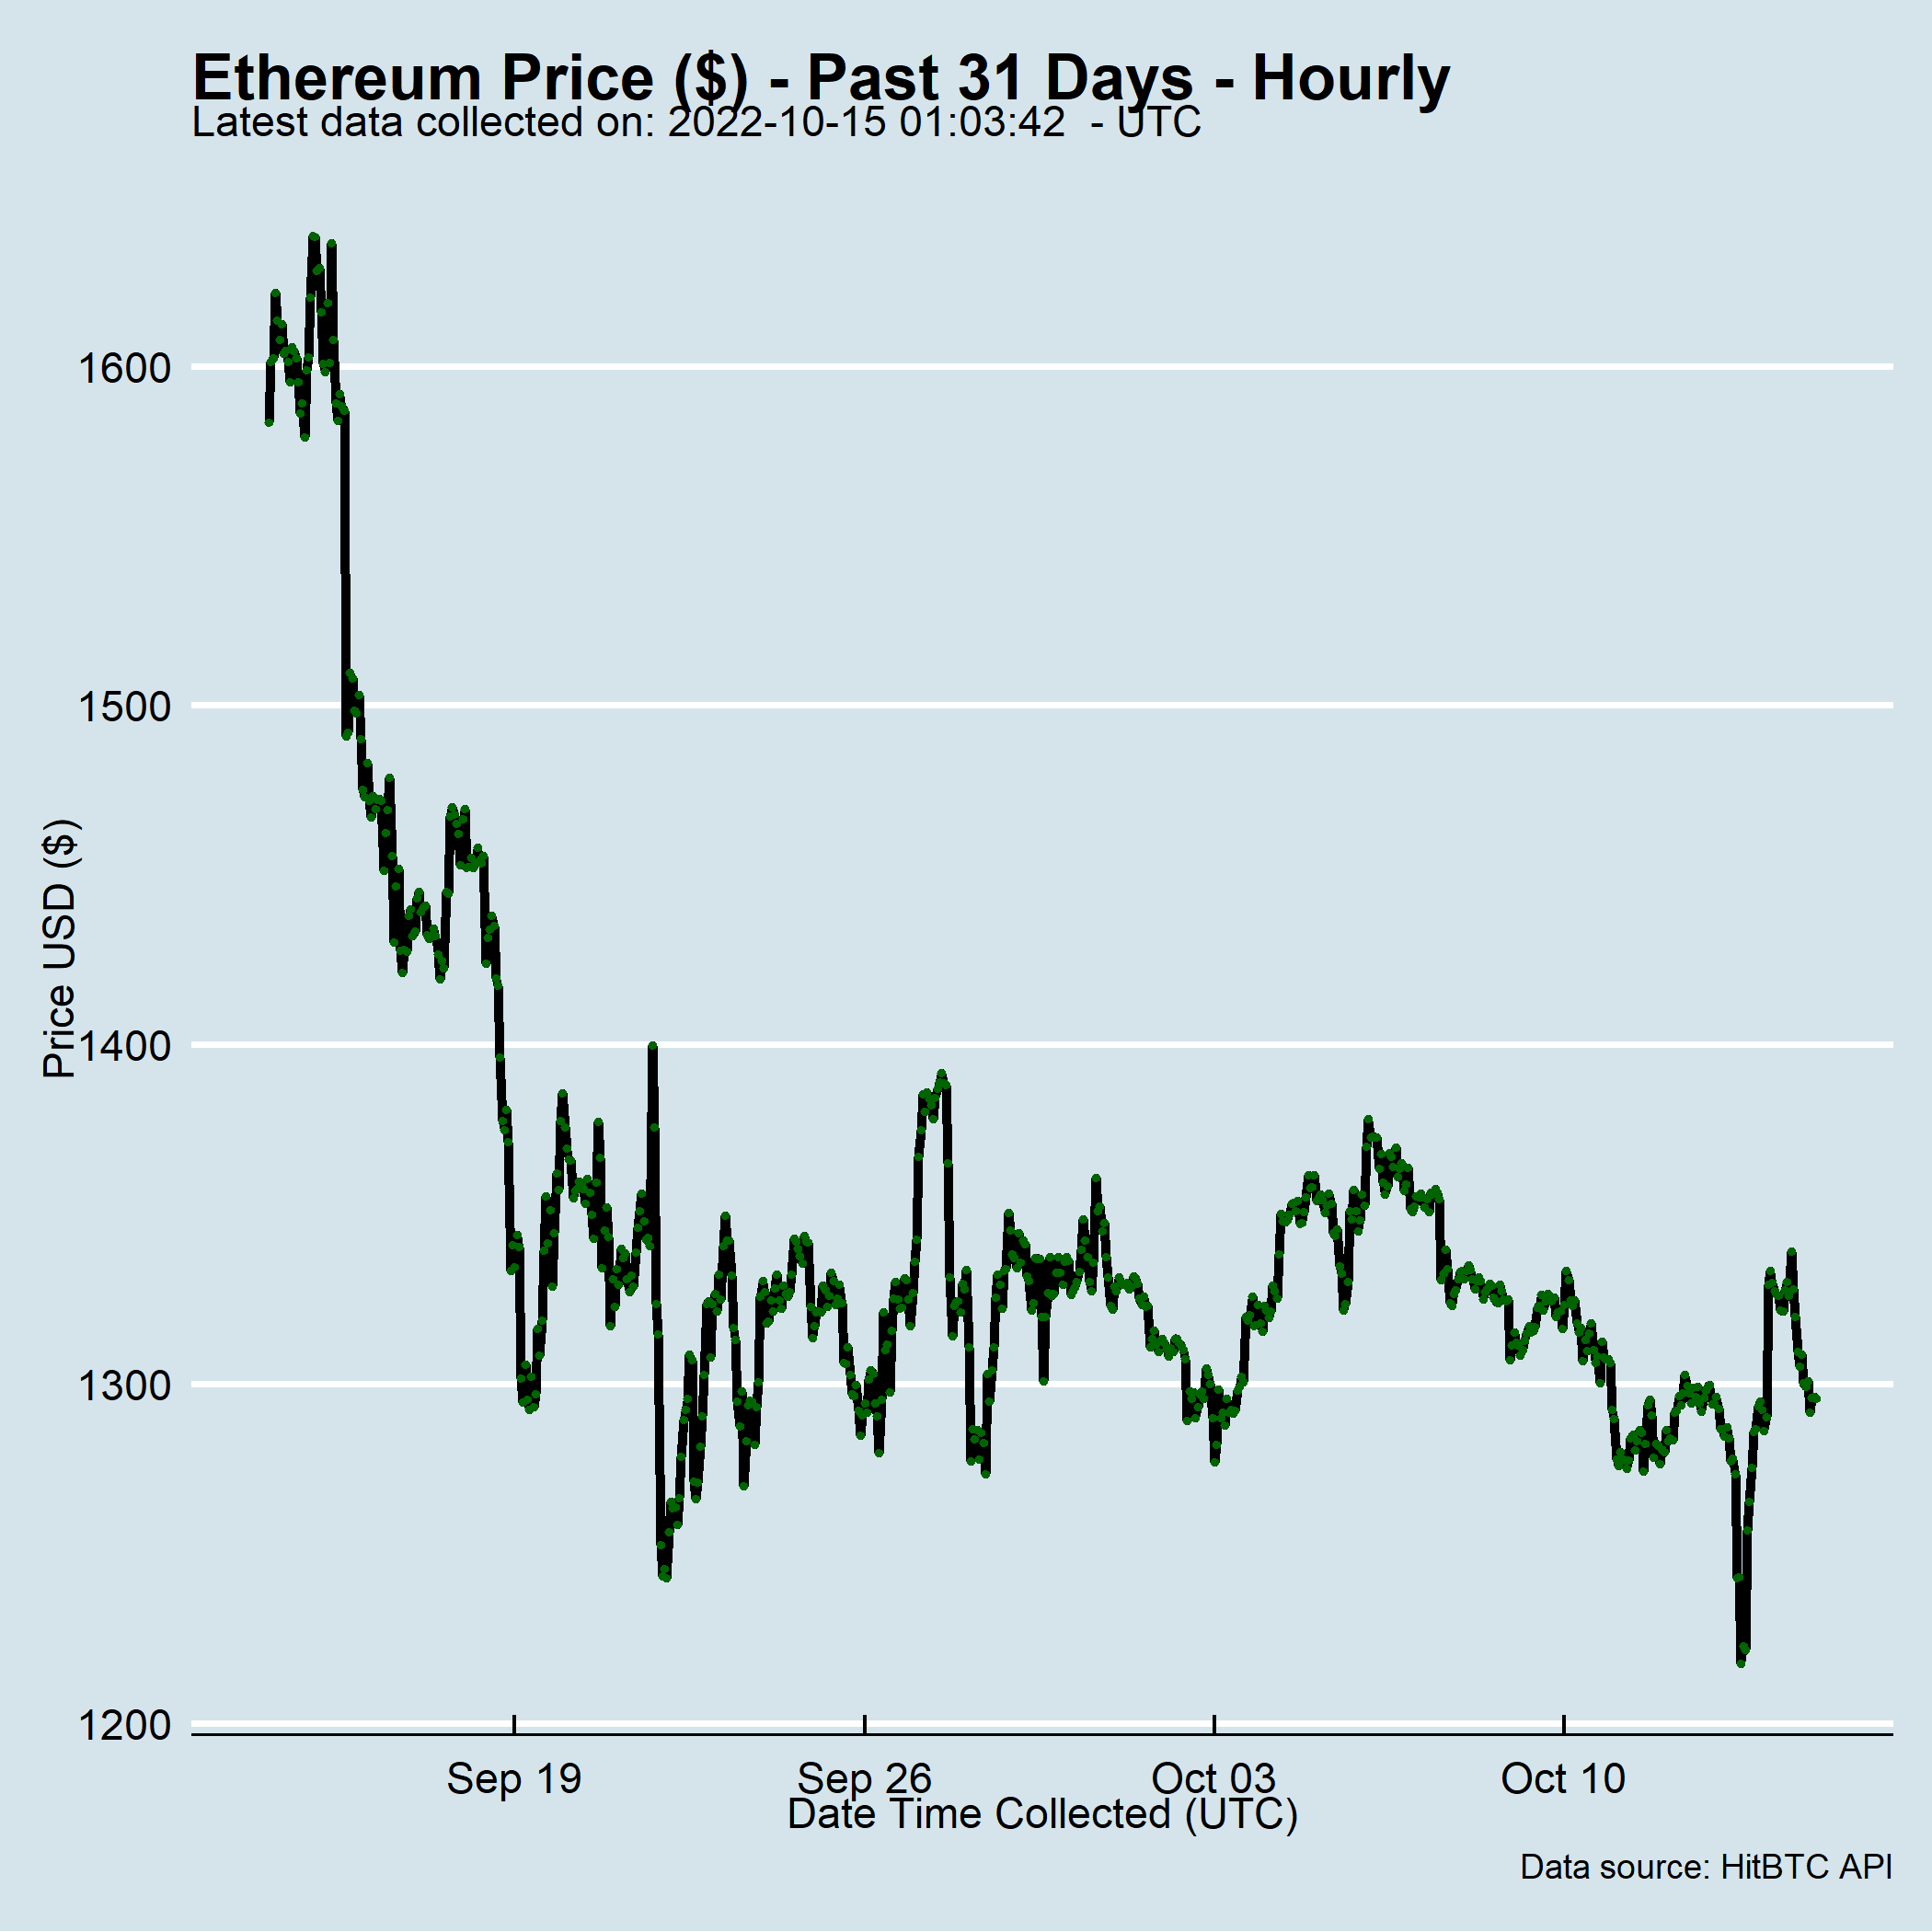 Ethereum Price ($) - Past 31 Days - Hourly
Latest data collected on: 2022-10-15 01:03:42  - UTC
Price USD ($)
1600
1500
1400
1300
1200
Sep 19
Sep 26
Oct 03
Oct 10
Date Time Collected (UTC)
Data source: HitBTC API